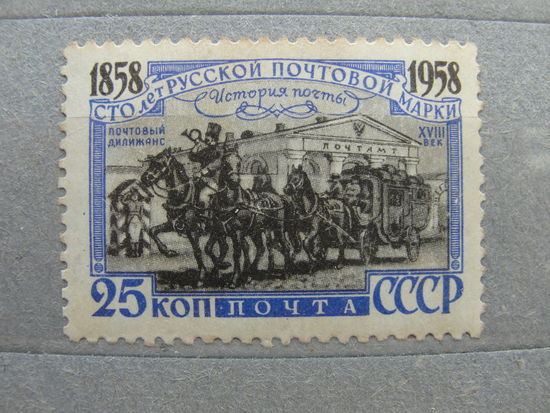 1858 1958
СТО ЛЕТ РУССКОЙ ПОЧТОВОЙ МАРКИ
История почты
ПОЧТОВЫЙ
ДИЛИЖАНС
XVIII
ВЕК
ПОЧТАМТ
25 КОП ПОЧТА СССР